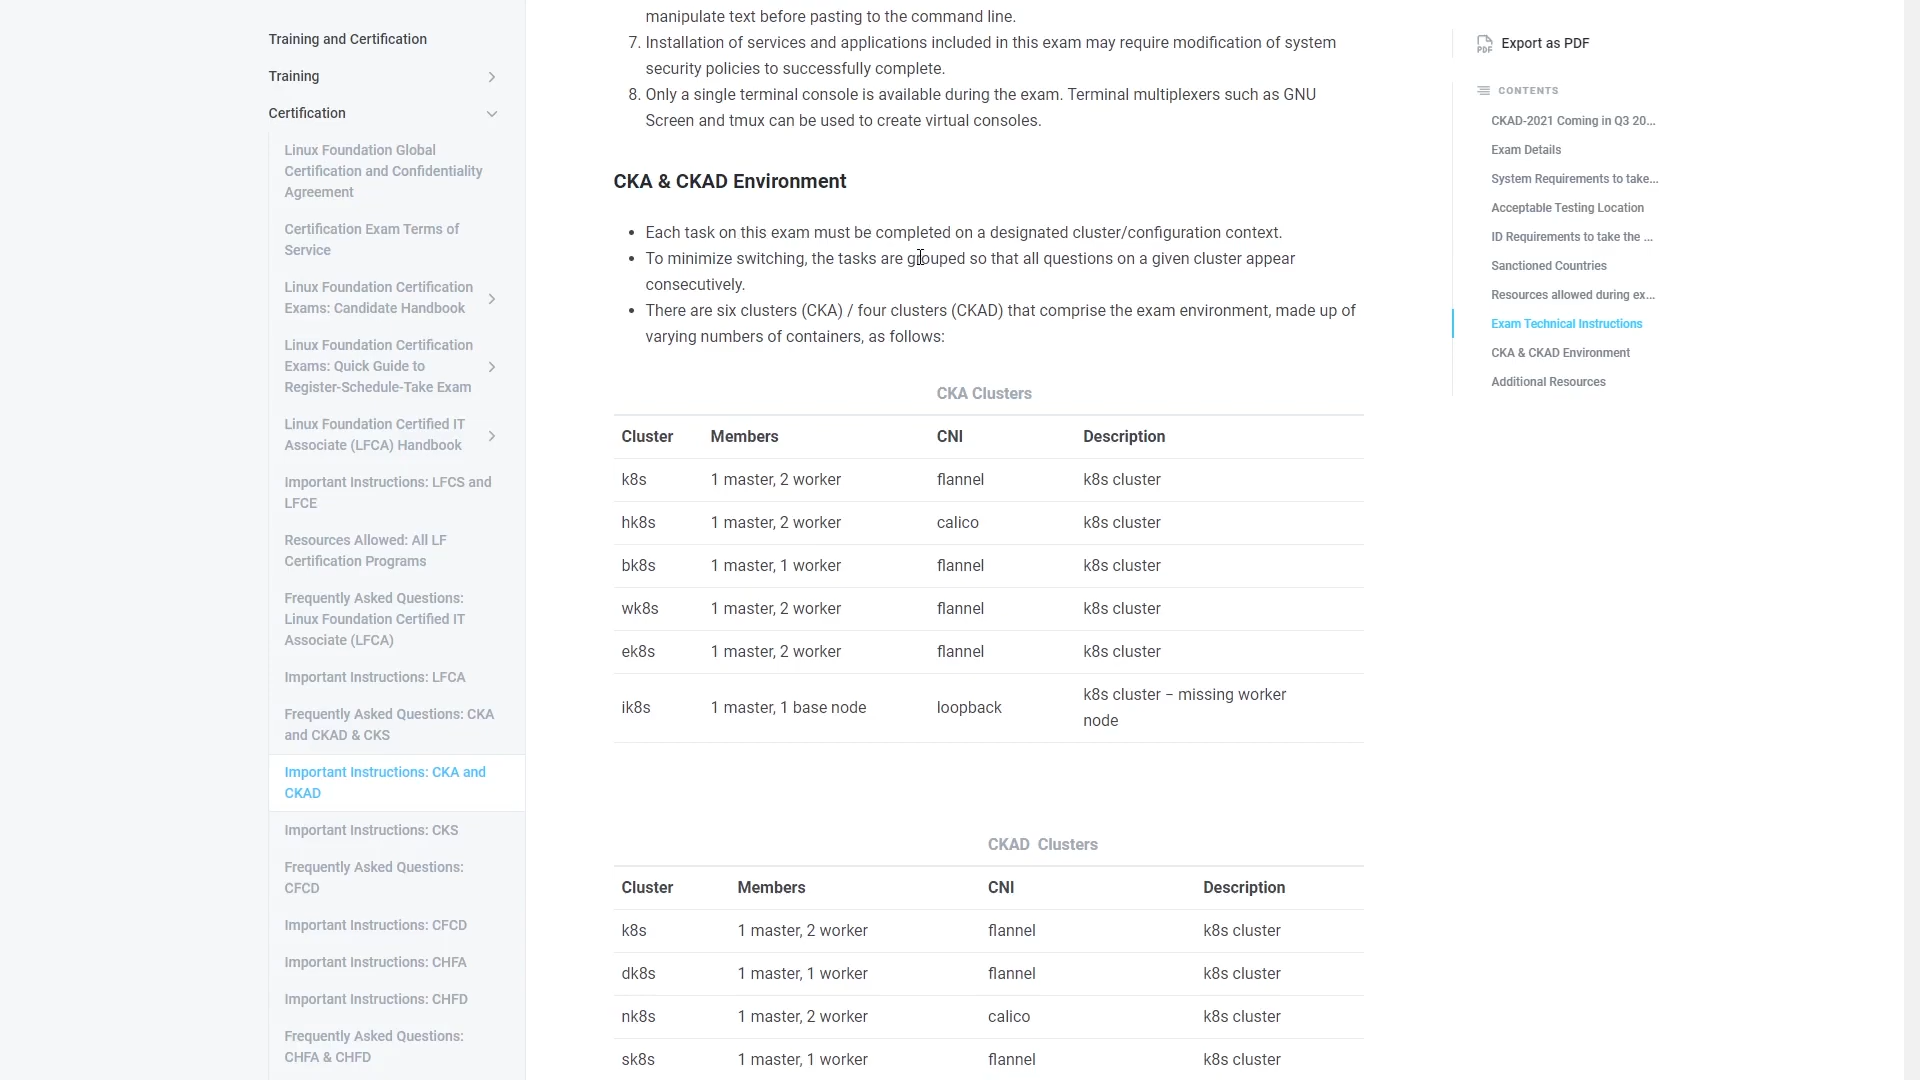 Training and Certification
Training
Certification
Linux Foundation Global
Certification and Confidentiality
Agreement
Certification Exam Terms of
Service
Linux Foundation Certification
Exams: Candidate Handbook
Linux Foundation Certification
Exams: Quick Guide to
Register-Schedule-Take Exam
Linux Foundation Certified IT
Associate (LFCA) Handbook
Important Instructions: LFCS and
LFCE
Resources Allowed: All LF
Certification Programs
Frequently Asked Questions:
Linux Foundation Certified IT
Associate (LFCA)
Important Instructions: LFCA
Frequently Asked Questions: CKA
and CKAD & CKS
Important Instructions: CKA and
CKAD
Important Instructions: CKS
Frequently Asked Questions:
CFCD
Important Instructions: CFCD
Important Instructions: CHFA
Important Instructions: CHFD
Frequently Asked Questions:
CHFA & CHFD
manipulate text before pasting to the command line.
7. Installation of services and applications included in this exam may require modification of system
security policies to successfully complete.
8. Only a single terminal console is available during the exam. Terminal multiplexers such as GNU
Screen and tmux can be used to create virtual consoles.
CKA & CKAD Environment
• Each task on this exam must be completed on a designated cluster/configuration context.
• To minimize switching, the tasks are grouped so that all questions on a given cluster appear
consecutively.
• There are six clusters (CKA) / four clusters (CKAD) that comprise the exam environment, made up of
varying numbers of containers, as follows:
CKA Clusters
Cluster Members CNI Description
k8s 1 master, 2 worker flannel k8s cluster
hk8s 1 master, 2 worker calico k8s cluster
bk8s 1 master, 1 worker flannel k8s cluster
wk8s 1 master, 2 worker flannel k8s cluster
ek8s 1 master, 2 worker flannel k8s cluster
ik8s 1 master, 1 base node loopback k8s cluster − missing worker
node
CKAD Clusters
Cluster Members CNI Description
k8s 1 master, 2 worker flannel k8s cluster
dk8s 1 master, 1 worker flannel k8s cluster
nk8s 1 master, 2 worker calico k8s cluster
sk8s 1 master, 1 worker flannel k8s cluster
PDF Export as PDF
CONTENTS
CKAD-2021 Coming in Q3 20...
Exam Details
System Requirements to take...
Acceptable Testing Location
ID Requirements to take the ...
Sanctioned Countries
Resources allowed during ex...
Exam Technical Instructions
CKA & CKAD Environment
Additional Resources